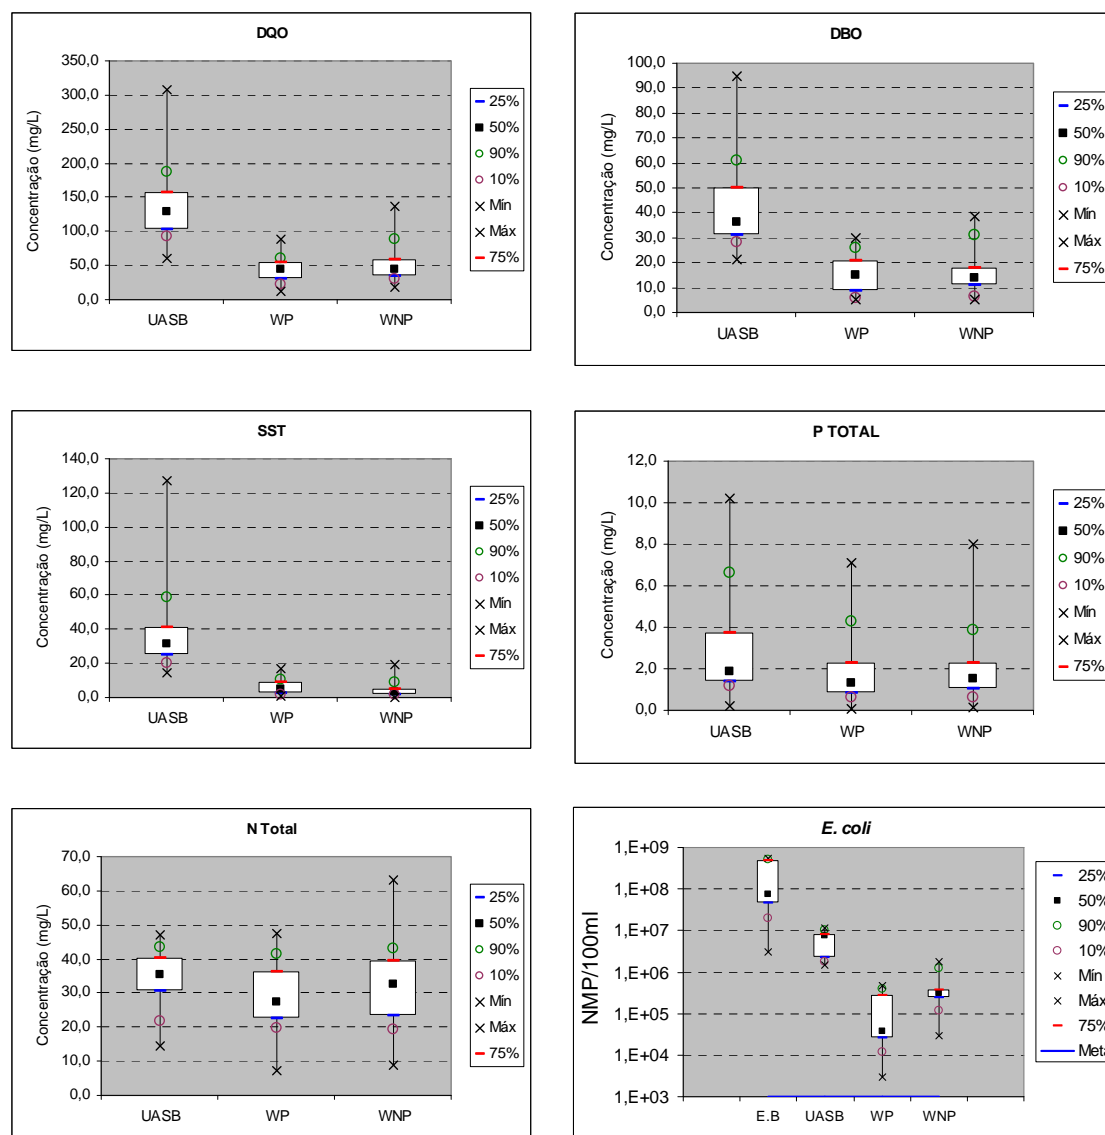 DQO
Concentração (mg/L)
350,0
300,0
250,0
200,0
150,0
100,0
50,0
0,0
UASB WP WNP
25%
50%
90%
10%
Mín
Máx
75%
DBO
Concentração (mg/L)
100,0
90,0
80,0
70,0
60,0
50,0
40,0
30,0
20,0
10,0
0,0
UASB WP WNP
25%
50%
90%
10%
Mín
Máx
75%
SST
Concentração (mg/L)
140,0
120,0
100,0
80,0
60,0
40,0
20,0
0,0
UASB WP WNP
25%
50%
90%
10%
Mín
Máx
75%
P TOTAL
Concentração (mg/L)
12,0
10,0
8,0
6,0
4,0
2,0
0,0
UASB WP WNP
25%
50%
90%
10%
Mín
Máx
75%
N Total
Concentração (mg/L)
70,0
60,0
50,0
40,0
30,0
20,0
10,0
0,0
UASB WP WNP
25%
50%
90%
10%
Mín
Máx
75%
E. coli
NMP/100ml
1,E+09
1,E+08
1,E+07
1,E+06
1,E+05
1,E+04
1,E+03
E.B UASB WP WNP
25%
50%
90%
10%
Mín
Máx
75%
Meta